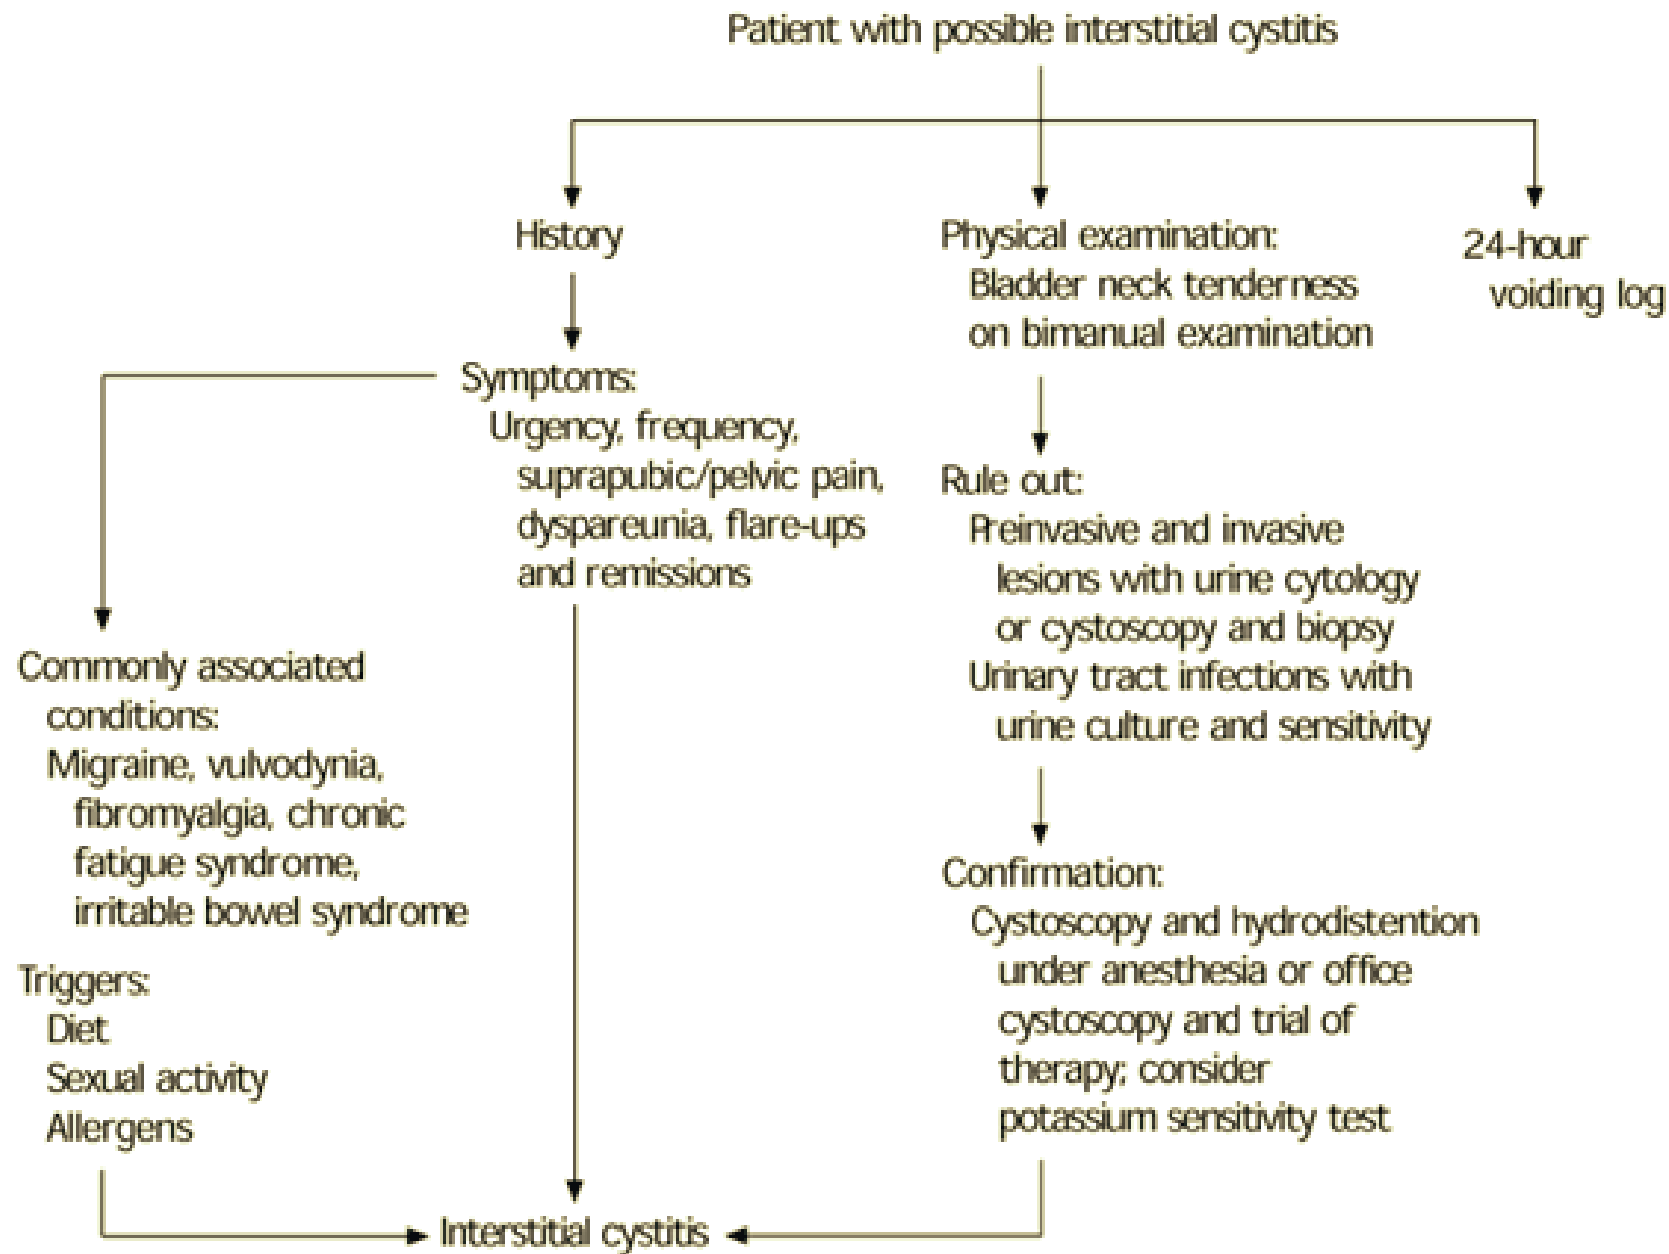 Patient with possible interstitial cystitis
History
Symptoms:
Urgency, frequency,
suprapubic/pelvic pain,
dyspareunia, flare-ups
and remissions
Commonly associated
conditions:
Migraine, vulvodynia,
fibromyalgia, chronic
fatigue syndrome,
irritable bowel syndrome
Triggers:
Diet
Sexual activity
Allergens
Physical examination:
Bladder neck tenderness
on bimanual examination
Rule out:
Preinvasive and invasive
lesions with urine cytology
or cystoscopy and biopsy
Urinary tract infections with
urine culture and sensitivity
Confirmation:
Cystoscopy and hydrodistention
under anesthesia or office
cystoscopy and trial of
therapy; consider
potassium sensitivity test
24-hour
voiding log
Interstitial cystitis